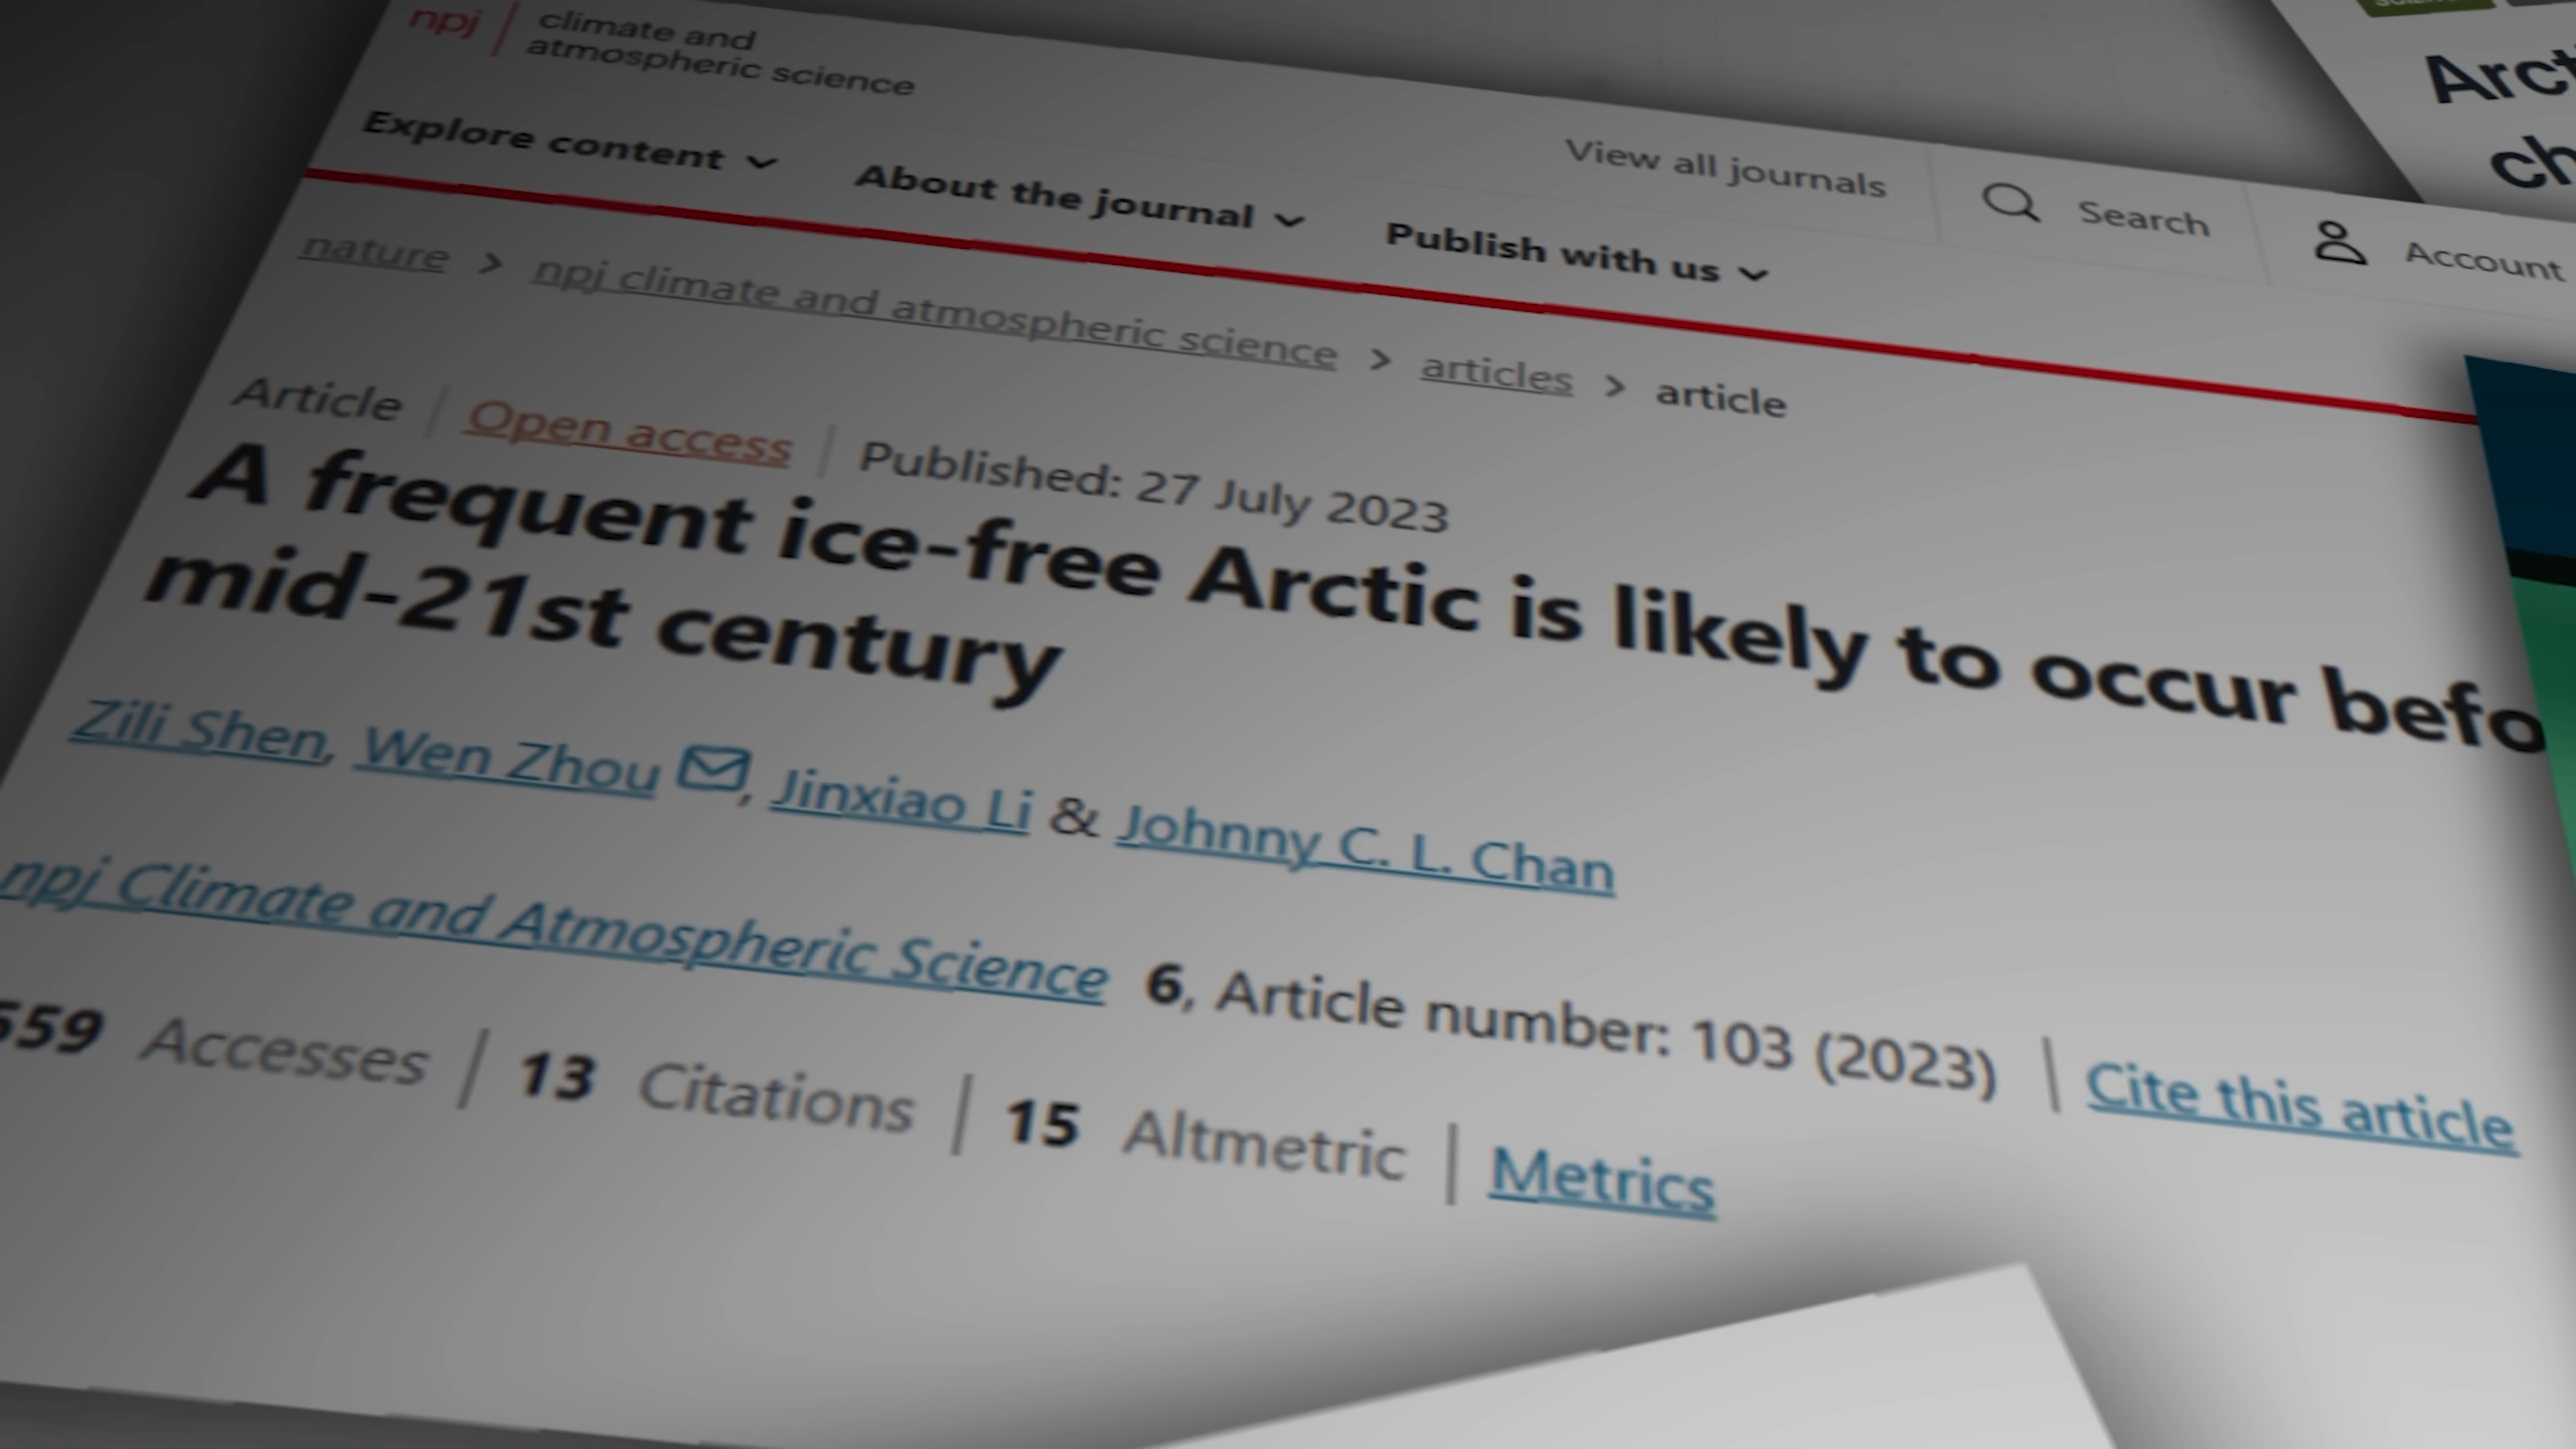 npj
climate and
atmospheric science
View all journals
Search
Account
Explore content
About the journal
Publish with us
nature > npj climate and atmospheric science > articles > article
Article | Open access | Published: 27 July 2023
A frequent ice-free Arctic is likely to occur befo
mid-21st century
Zili Shen, Wen Zhou, Jinxiao Li & Johnny C. L. Chan
npj Climate and Atmospheric Science 6, Article number: 103 (2023) | Cite this article
559 Accesses | 13 Citations | 15 Altmetric | Metrics
Arct
ch